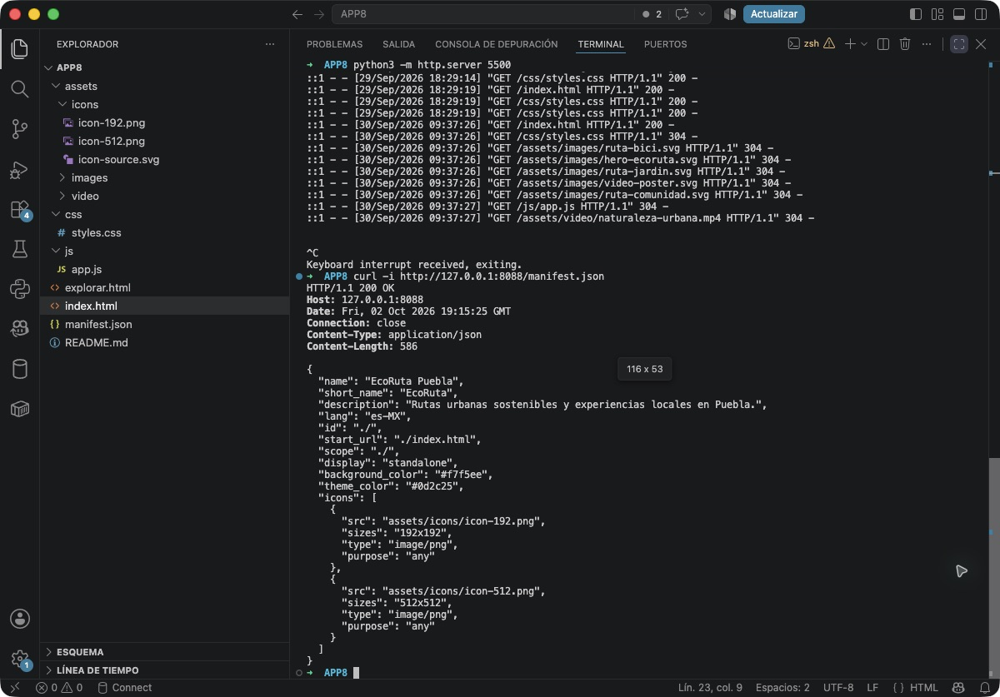 APP8
2
Actualizar
EXPLORADOR
APP8
assets
icons
icon-192.png
icon-512.png
icon-source.svg
images
video
css
# styles.css
js
JS app.js
explorar.html
index.html
{} manifest.json
README.md
4
1
ESQUEMA
LÍNEA DE TIEMPO
PROBLEMAS SALIDA CONSOLA DE DEPURACIÓN TERMINAL PUERTOS
zsh
→ APP8 python3 -m http.server 5500
::1 - - [29/Sep/2026 18:29:14] "GET /css/styles.css HTTP/1.1" 200 -
::1 - - [29/Sep/2026 18:29:19] "GET /index.html HTTP/1.1" 200 -
::1 - - [29/Sep/2026 18:29:19] "GET /css/styles.css HTTP/1.1" 200 -
::1 - - [29/Sep/2026 18:29:19] "GET /css/styles.css HTTP/1.1" 200 -
::1 - - [30/Sep/2026 09:37:26] "GET /index.html HTTP/1.1" 200 -
::1 - - [30/Sep/2026 09:37:26] "GET /css/styles.css HTTP/1.1" 304 -
::1 - - [30/Sep/2026 09:37:26] "GET /assets/images/ruta-bici.svg HTTP/1.1" 304 -
::1 - - [30/Sep/2026 09:37:26] "GET /assets/images/hero-ecoruta.svg HTTP/1.1" 304 -
::1 - - [30/Sep/2026 09:37:26] "GET /assets/images/ruta-jardin.svg HTTP/1.1" 304 -
::1 - - [30/Sep/2026 09:37:26] "GET /assets/images/video-poster.svg HTTP/1.1" 304 -
::1 - - [30/Sep/2026 09:37:26] "GET /assets/images/ruta-comunidad.svg HTTP/1.1" 304 -
::1 - - [30/Sep/2026 09:37:27] "GET /js/app.js HTTP/1.1" 304 -
::1 - - [30/Sep/2026 09:37:27] "GET /assets/video/naturaleza-urbana.mp4 HTTP/1.1" 304 -
^C
Keyboard interrupt received, exiting.
→ APP8 curl -i http://127.0.0.1:8088/manifest.json
HTTP/1.1 200 OK
Host: 127.0.0.1:8088
Date: Fri, 02 Oct 2026 19:15:25 GMT
Connection: close
Content-Type: application/json
Content-Length: 586
{
116 x 53
"name": "EcoRuta Puebla",
"short_name": "EcoRuta",
"description": "Rutas urbanas sostenibles y experiencias locales en Puebla.",
"lang": "es-MX",
"id": "./",
"start_url": "./index.html",
"scope": "./",
"display": "standalone",
"background_color": "#f7f5ee",
"theme_color": "#0d2c25",
"icons": [
{
"src": "assets/icons/icon-192.png",
"sizes": "192x192",
"type": "image/png",
"purpose": "any"
},
{
"src": "assets/icons/icon-512.png",
"sizes": "512x512",
"type": "image/png",
"purpose": "any"
}
]
}
→ APP8
0 0 Connect Lín. 23, col. 9 Espacios: 2 UTF-8 LF {} HTML